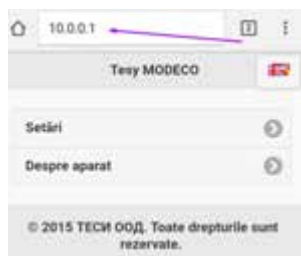 10.0.0.1
Tesy MODECO
Setări
Despre aparat
© 2015 ТЕСИ ООД. Toate drepturile sunt
rezervate.